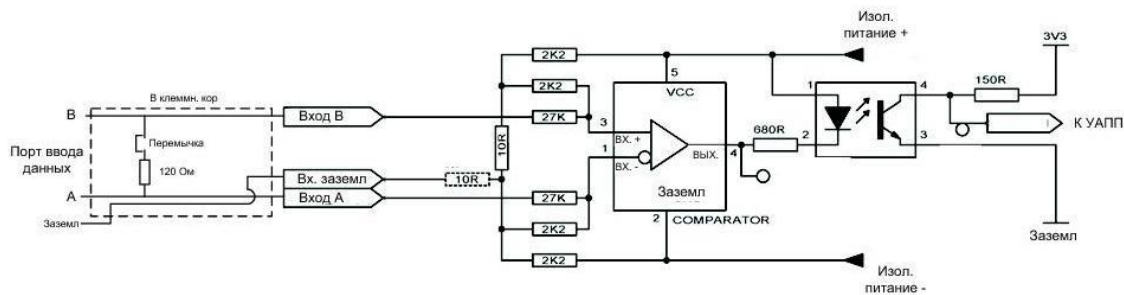 Изол.
питание +
3V3
2K2
5
VCC
1
4
150R
2K2
В клеммн. кор
В
Вход В
27K
3
ВХ. +
680R
3
К УАПП
Перемычка
10R
1
ВХ. -
ВЫХ.
4
2
Порт ввода
данных
120 Ом
Вх. заземл
10R
А
Вход А
27K
Заземл
Заземл
2K2
2
COMPARATOR
Заземл
2K2
Изол.
питание -